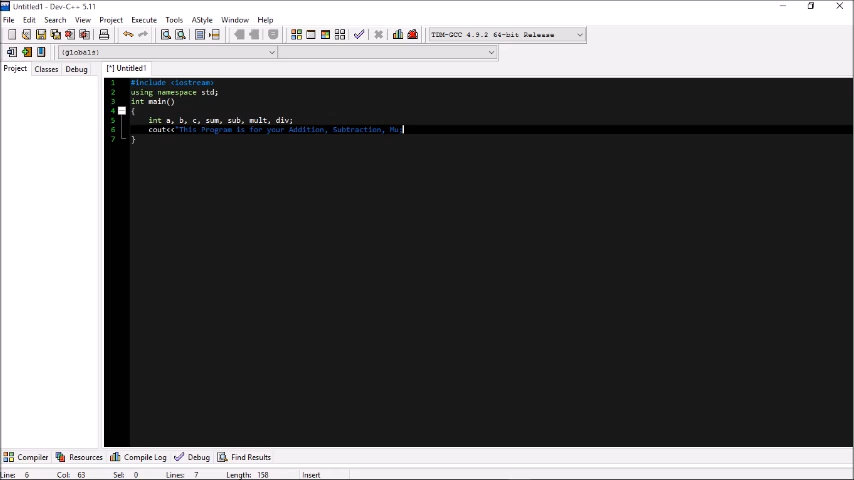 Untitled1 - Dev-C++ 5.11
File Edit Search View Project Execute Tools AStyle Window Help
TDM-GCC 4.9.2 64-bit Release
(globals)
Project Classes Debug
[*] Untitled1
1 #include <iostream>
2 using namespace std;
3 int main()
4 {
5 int a, b, c, sum, sub, mult, div;
6 cout<<"This Program is for your Addition, Subtraction, Mu
7 }
Compiler Resources Compile Log Debug Find Results
Line: 6 Col: 63 Sel: 0 Lines: 7 Length: 158 Insert